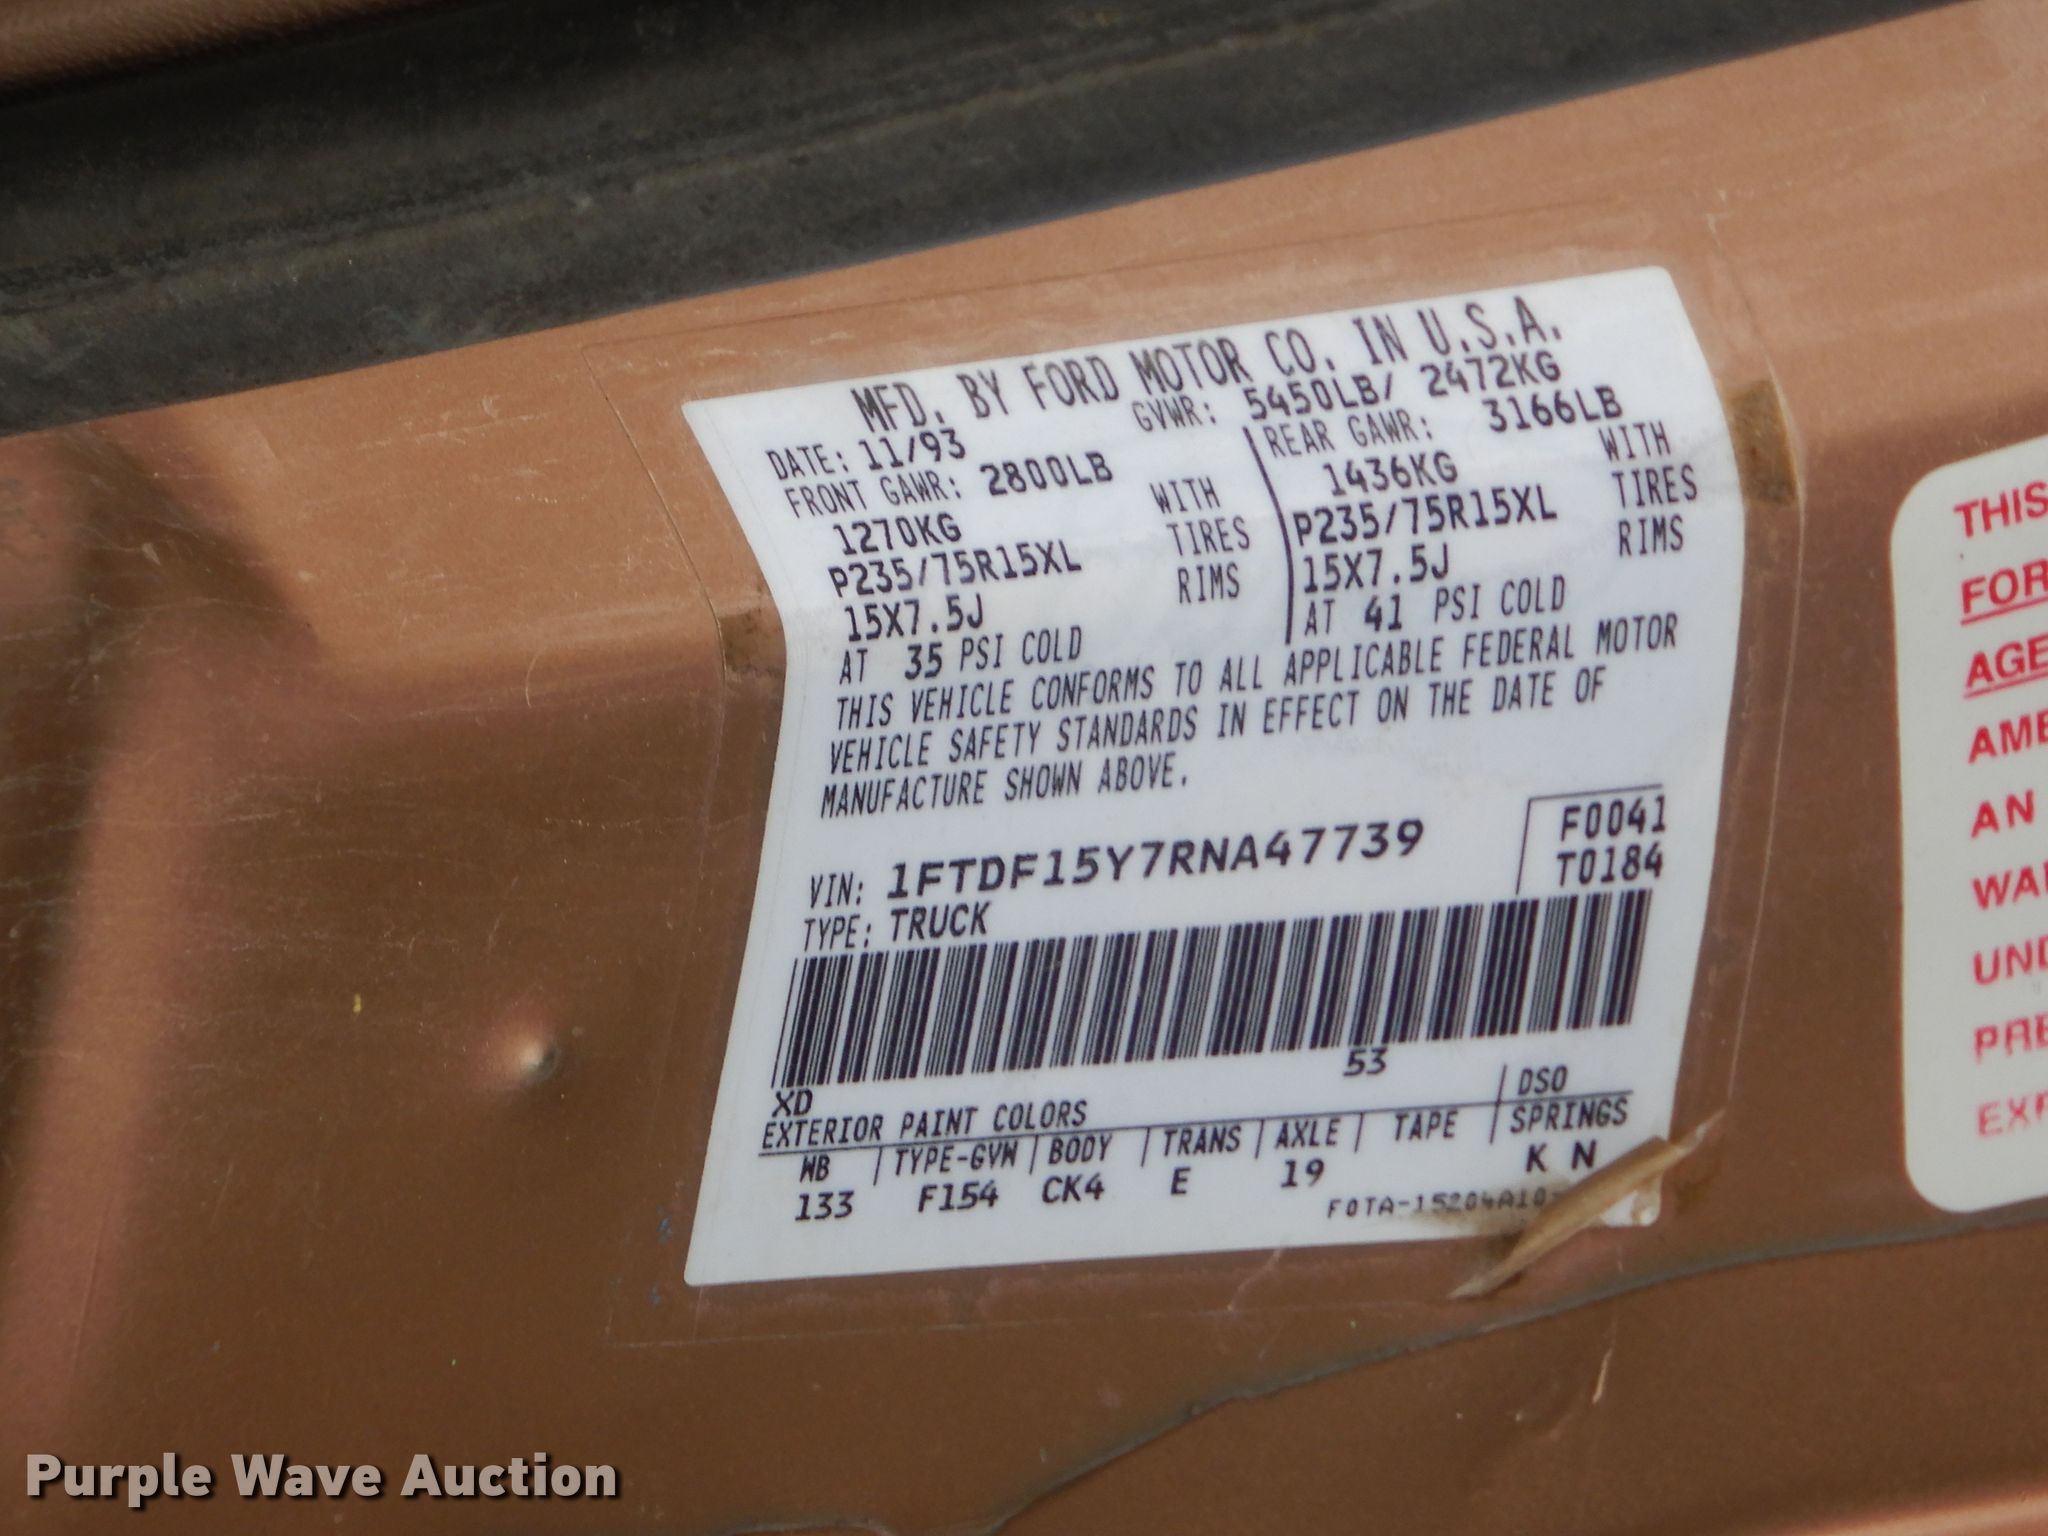 MFD. BY FORD MOTOR CO. IN U.S.A.
DATE: 11/93 GVWR: 5450LB/ 2472KG
FRONT GAWR: 2800LB
1270KG WITH
P235/75R15XL TIRES
15X7.5J RIMS
AT 35 PSI COLD
REAR GAWR: 3166LB
1436KG WITH
P235/75R15XL TIRES
15X7.5J RIMS
AT 41 PSI COLD
THIS VEHICLE CONFORMS TO ALL APPLICABLE FEDERAL MOTOR
VEHICLE SAFETY STANDARDS IN EFFECT ON THE DATE OF
MANUFACTURE SHOWN ABOVE.
VIN: 1FTDF15Y7RNA47739
TYPE: TRUCK
F0041
T0184
53
XD
EXTERIOR PAINT COLORS DSO
WB TYPE-GVW BODY TRANS AXLE TAPE SPRINGS
133 F154 CK4 E 19 K N
F0TA-15204A10-
THIS
FOR
AGE
AN
UND
PRE
Purple Wave Auction